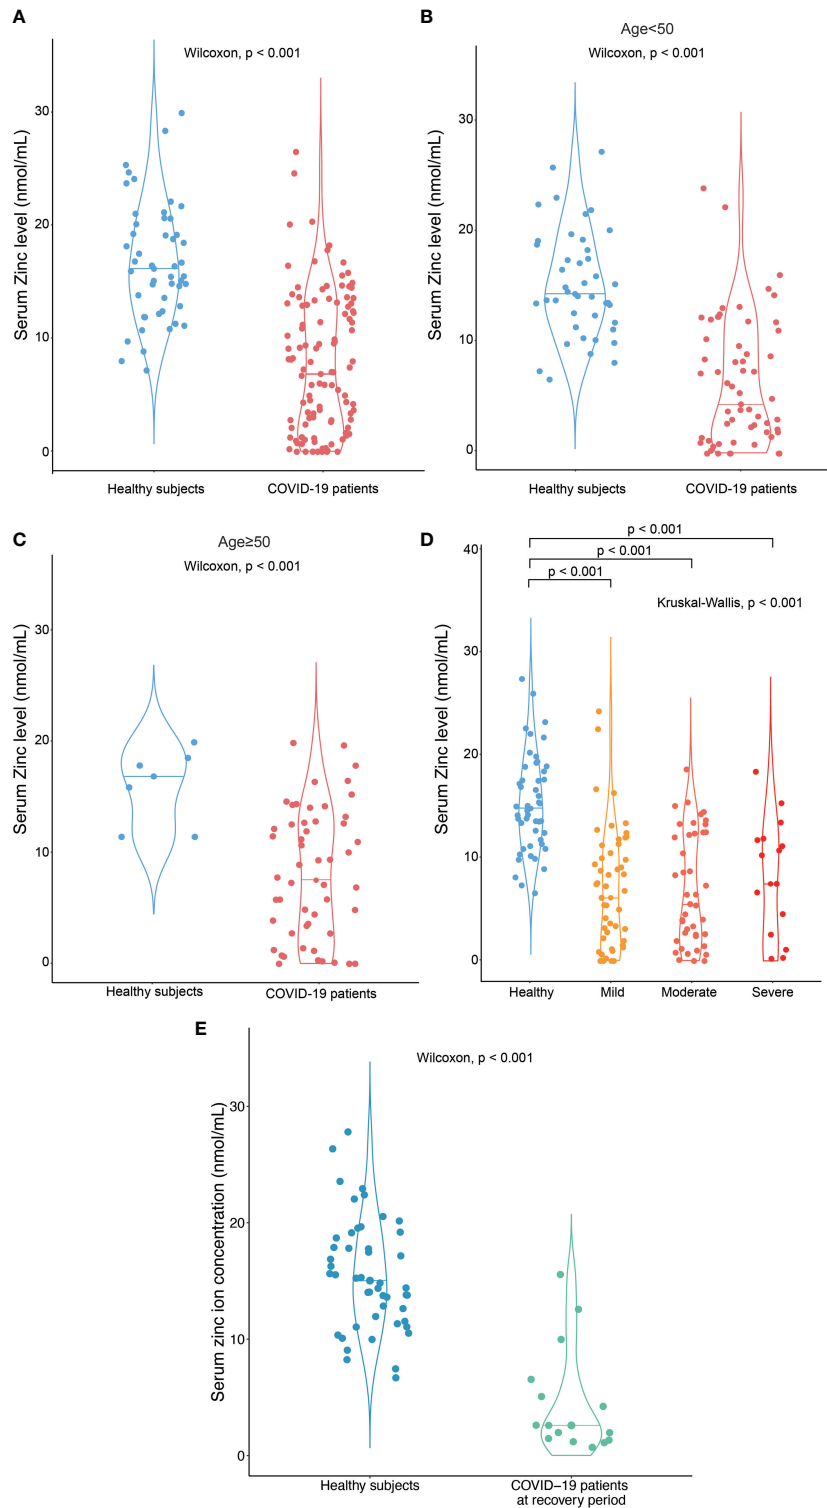 A
Wilcoxon, p < 0.001
Serum Zinc level (nmol/mL)
30
20
10
0
Healthy subjects
COVID-19 patients
B
Age<50
Wilcoxon, p < 0.001
Serum Zinc level (nmol/mL)
30
20
10
0
Healthy subjects
COVID-19 patients
C
Age≥50
Wilcoxon, p < 0.001
Serum Zinc level (nmol/mL)
30
20
10
0
Healthy subjects
COVID-19 patients
D
p < 0.001
p < 0.001
p < 0.001
Kruskal-Wallis, p < 0.001
Serum Zinc level (nmol/mL)
40
30
20
10
0
Healthy
Mild
Moderate
Severe
E
Wilcoxon, p < 0.001
Serum zinc ion concentration (nmol/mL)
30
20
10
0
Healthy subjects
COVID–19 patients
at recovery period